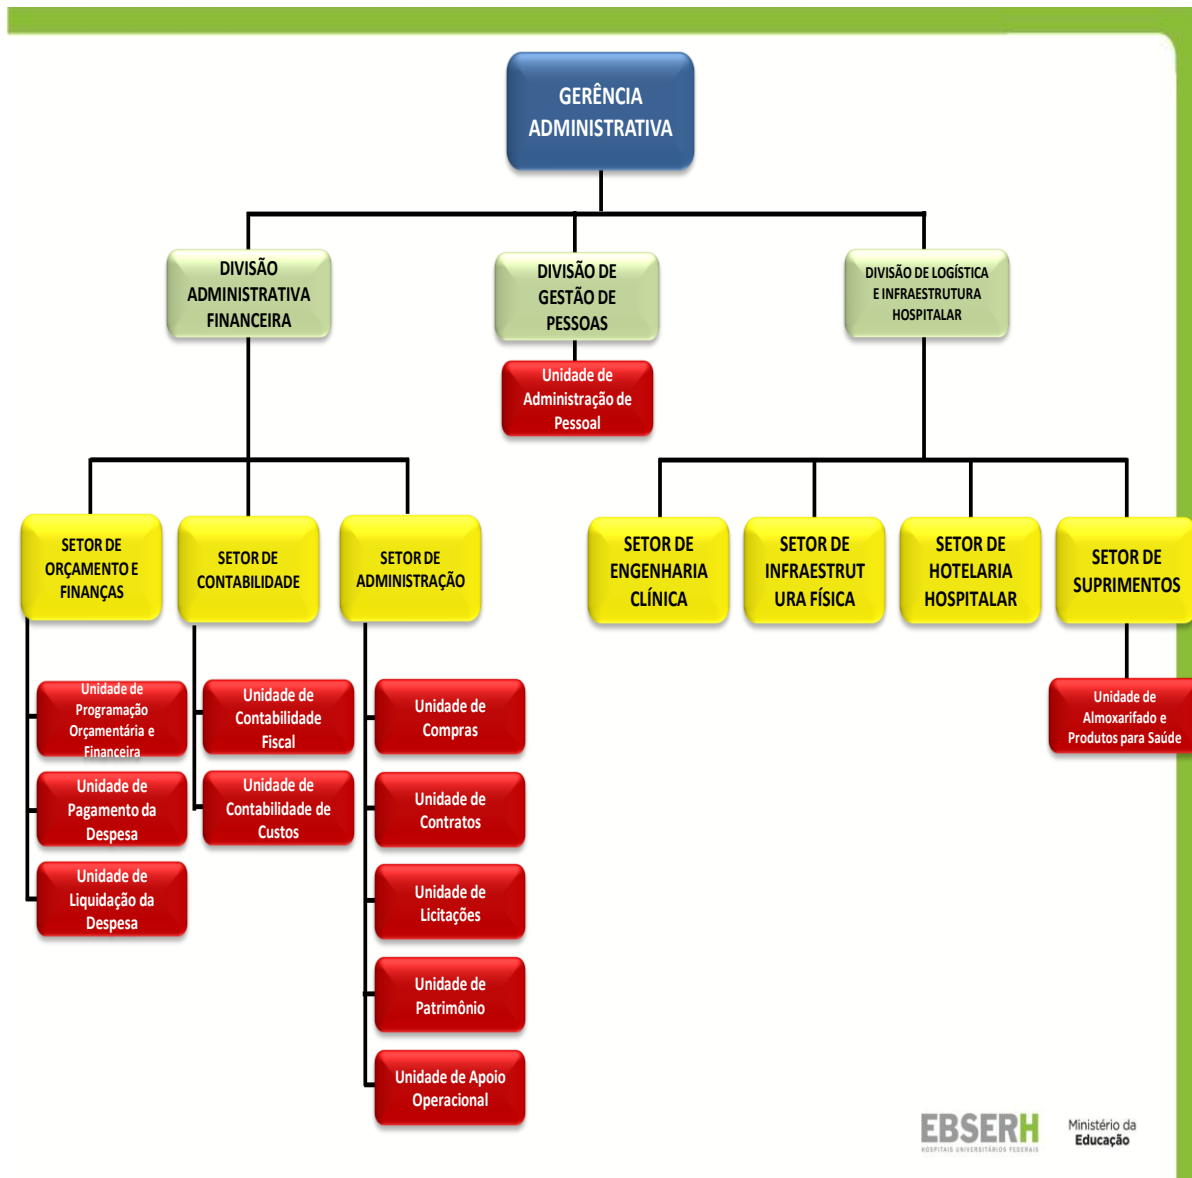 GERÊNCIA
ADMINISTRATIVA
DIVISÃO
ADMINISTRATIVA
FINANCEIRA
DIVISÃO DE
GESTÃO DE
PESSOAS
DIVISÃO DE LOGÍSTICA
E INFRAESTRUTURA
HOSPITALAR
Unidade de
Administração de
Pessoal
SETOR DE
ORÇAMENTO E
FINANÇAS
SETOR DE
CONTABILIDADE
SETOR DE
ADMINISTRAÇÃO
SETOR DE
ENGENHARIA
CLÍNICA
SETOR DE
INFRAESTRUT
URA FÍSICA
SETOR DE
HOTELARIA
HOSPITALAR
SETOR DE
SUPRIMENTOS
Unidade de
Programação
Orçamentária e
Financeira
Unidade de
Contabilidade
Fiscal
Unidade de
Compras
Unidade de
Almoxarifado e
Produtos para Saúde
Unidade de
Pagamento da
Despesa
Unidade de
Contabilidade de
Custos
Unidade de
Contratos
Unidade de
Liquidação da
Despesa
Unidade de
Licitações
Unidade de
Patrimônio
Unidade de Apoio
Operacional
EBSERH
HOSPITAIS UNIVERSITÁRIOS FEDERAIS
Ministério da
Educação